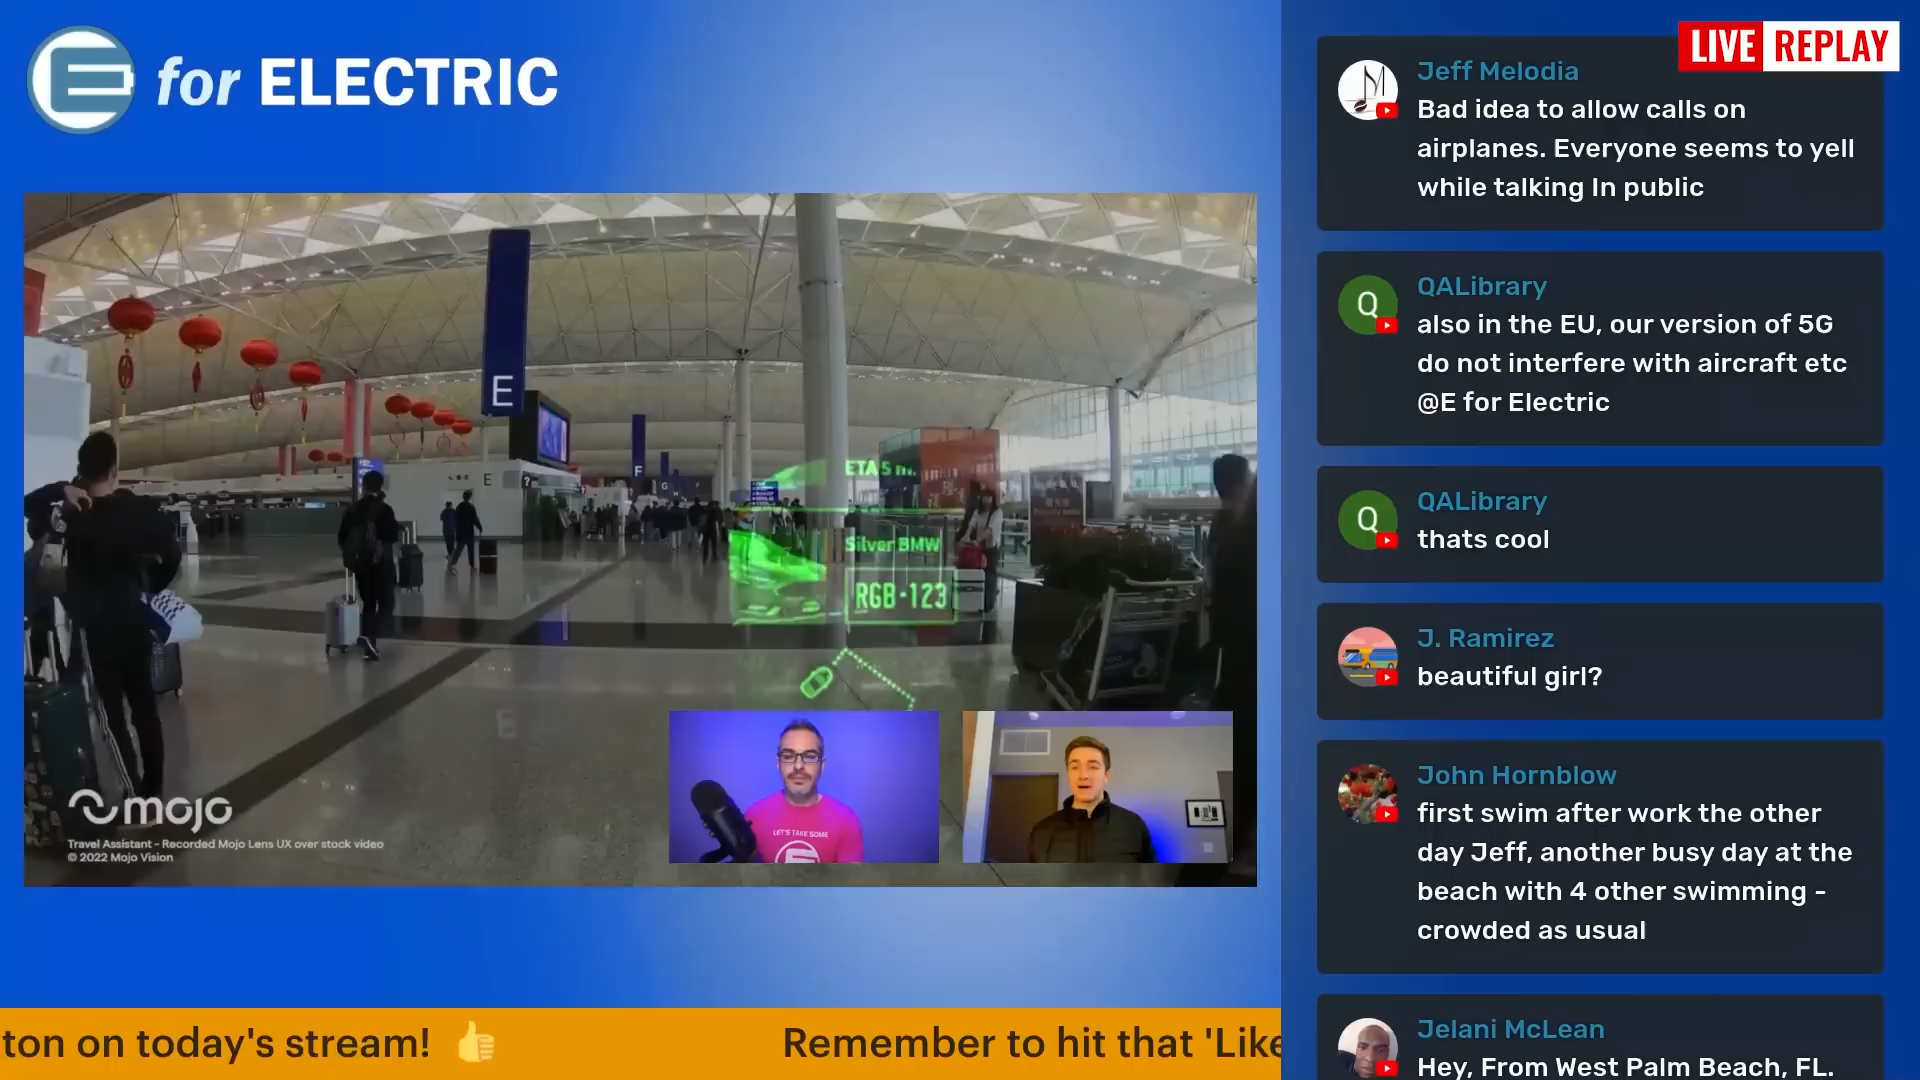 for ELECTRIC
LIVE REPLAY
E
E
?
F
G
ETA 5
Silver BMW
RGB-123
mojo
Travel Assistant - Recorded Mojo Lens UX over stock video
© 2022 Mojo Vision
LET'S TAKE SOME
Jeff Melodia
Bad idea to allow calls on
airplanes. Everyone seems to yell
while talking In public
Q
QALibrary
also in the EU, our version of 5G
do not interfere with aircraft etc
@E for Electric
Q
QALibrary
thats cool
J. Ramirez
beautiful girl?
John Hornblow
first swim after work the other
day Jeff, another busy day at the
beach with 4 other swimming -
crowded as usual
Jelani McLean
Hey, From West Palm Beach, FL.
ton on today's stream!
Remember to hit that 'Like